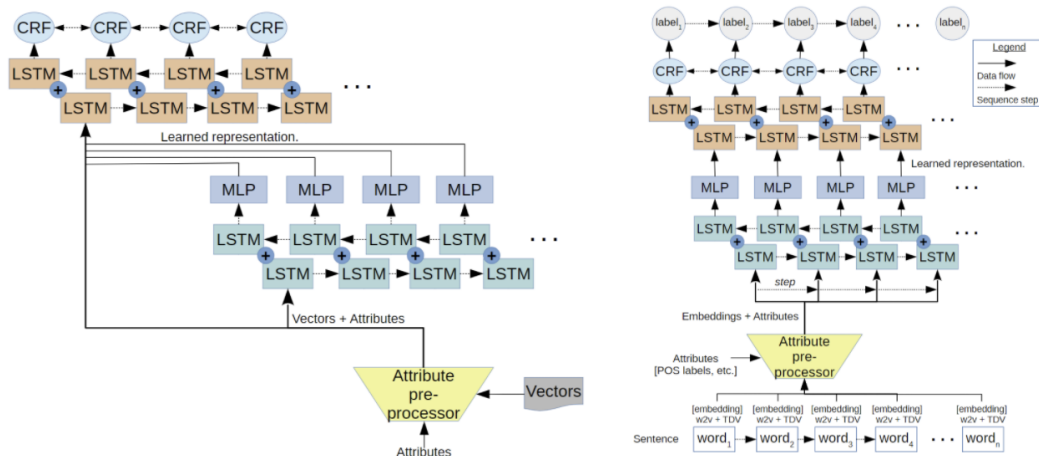 CRF CRF CRF CRF
LSTM LSTM LSTM LSTM
+ + + +
LSTM LSTM LSTM LSTM
...
Learned representation.
MLP MLP MLP MLP
LSTM LSTM LSTM LSTM
+ + + +
LSTM LSTM LSTM LSTM
...
Vectors + Attributes
Attribute
pre-
processor
Vectors
Attributes
label1 label2 label3 label4 ... labeln
CRF CRF CRF CRF ...
LSTM LSTM LSTM LSTM
+ + + +
LSTM LSTM LSTM LSTM
...
Learned representation.
MLP MLP MLP MLP ...
LSTM LSTM LSTM LSTM
+ + + +
LSTM LSTM LSTM LSTM
...
step
Embeddings + Attributes
Attribute
pre-
processor
Attributes
[POS labels, etc.]
[embedding] [embedding] [embedding] [embedding] [embedding]
w2v + TDV w2v + TDV w2v + TDV w2v + TDV w2v + TDV
Sentence word1 word2 word3 word4 ... wordn
Legend
Data flow
Sequence step